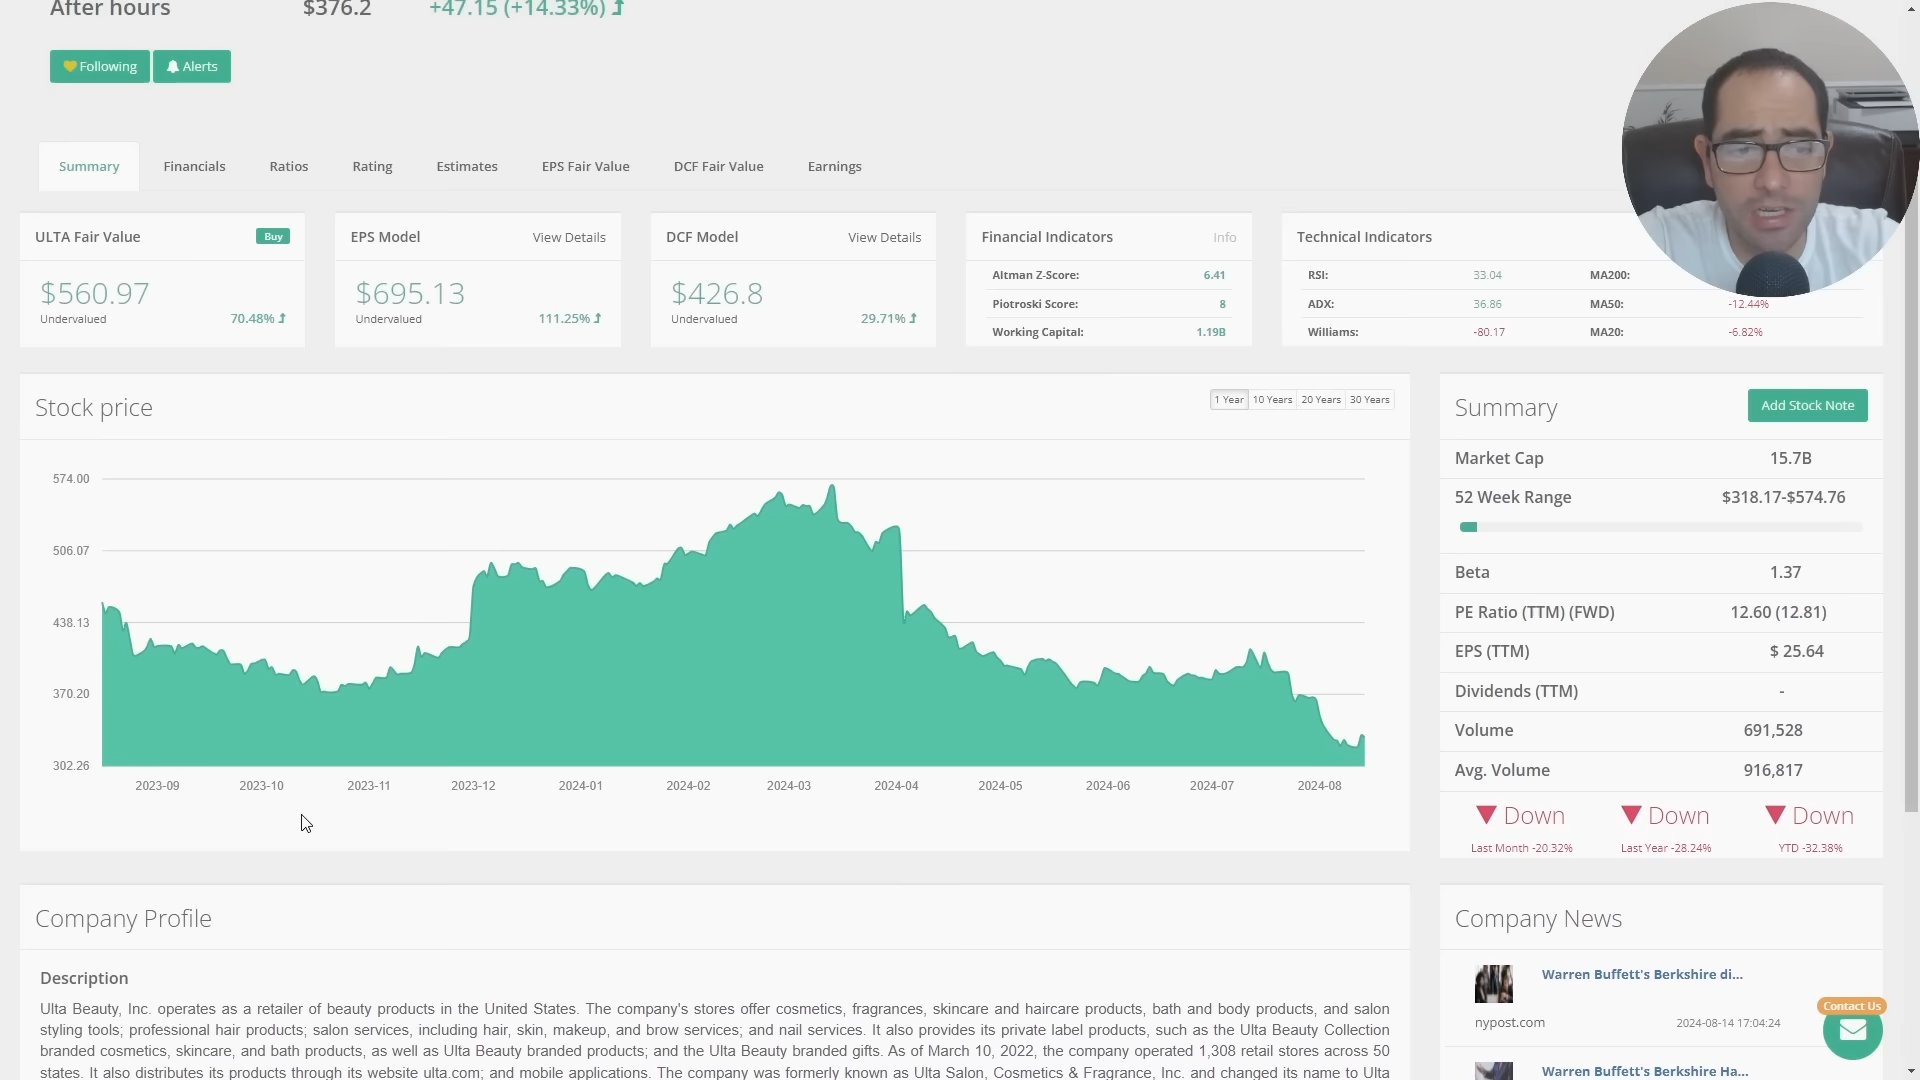 After hours $376.2 +47.15 (+14.33%)
Following Alerts
Summary Financials Ratios Rating Estimates EPS Fair Value DCF Fair Value Earnings
ULTA Fair Value Buy
$560.97
Undervalued 70.48%
EPS Model View Details
$695.13
Undervalued 111.25%
DCF Model View Details
$426.8
Undervalued 29.71%
Financial Indicators Info
Altman Z-Score: 6.41
Piotroski Score: 8
Working Capital: 1.19B
Technical Indicators
RSI: 33.04 MA200:
ADX: 36.86 MA50: -12.44%
Williams: -80.17 MA20: -6.82%
Stock price
1 Year 10 Years 20 Years 30 Years
574.00
506.07
438.13
370.20
302.26
2023-09 2023-10 2023-11 2023-12 2024-01 2024-02 2024-03 2024-04 2024-05 2024-06 2024-07 2024-08
Summary Add Stock Note
Market Cap 15.7B
52 Week Range $318.17-$574.76
Beta 1.37
PE Ratio (TTM) (FWD) 12.60 (12.81)
EPS (TTM) $ 25.64
Dividends (TTM) -
Volume 691,528
Avg. Volume 916,817
Down Down Down
Last Month -20.32% Last Year -28.24% YTD -32.38%
Company Profile
Description
Ulta Beauty, Inc. operates as a retailer of beauty products in the United States. The company's stores offer cosmetics, fragrances, skincare and haircare products, bath and body products, and salon
styling tools; professional hair products; salon services, including hair, skin, makeup, and brow services; and nail services. It also provides its private label products, such as the Ulta Beauty Collection
branded cosmetics, skincare, and bath products, as well as Ulta Beauty branded products; and the Ulta Beauty branded gifts. As of March 10, 2022, the company operated 1,308 retail stores across 50
states. It also distributes its products through its website ulta.com; and mobile applications. The company was formerly known as Ulta Salon, Cosmetics & Fragrance, Inc. and changed its name to Ulta
Company News
Warren Buffett's Berkshire di...
nypost.com 2024-08-14 17:04:24
Contact Us
Warren Buffett's Berkshire Ha...